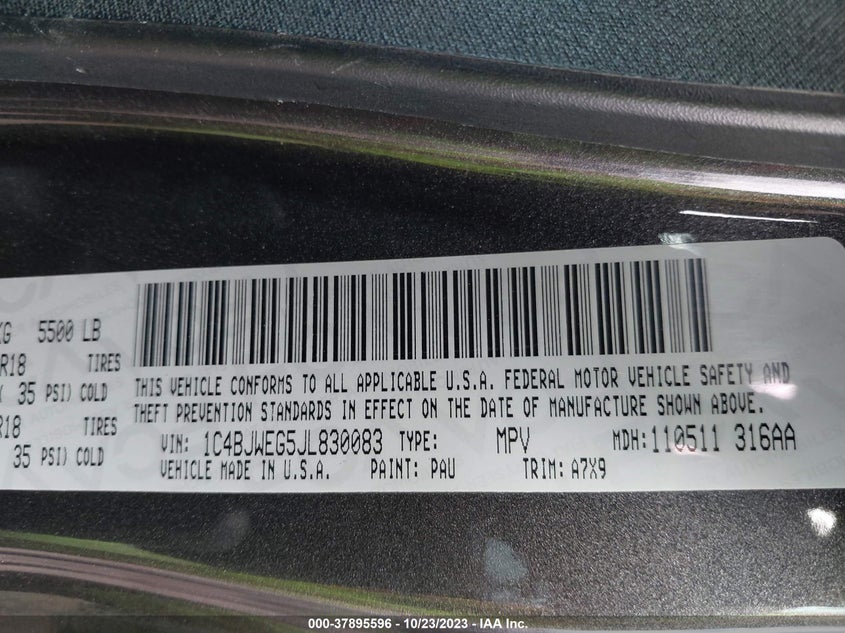 KG 5500 LB
R18 TIRES
( 35 PSI) COLD
R18 TIRES
35 PSI) COLD
THIS VEHICLE CONFORMS TO ALL APPLICABLE U.S.A. FEDERAL MOTOR VEHICLE SAFETY AND
THEFT PREVENTION STANDARDS IN EFFECT ON THE DATE OF MANUFACTURE SHOWN ABOVE.
VIN: 1C4BJWEG5JL830083 TYPE: MPV MDH:110511 316AA
VEHICLE MADE IN U.S.A. PAINT: PAU TRIM: A7X9
000-37895596 - 10/23/2023 - IAA Inc.